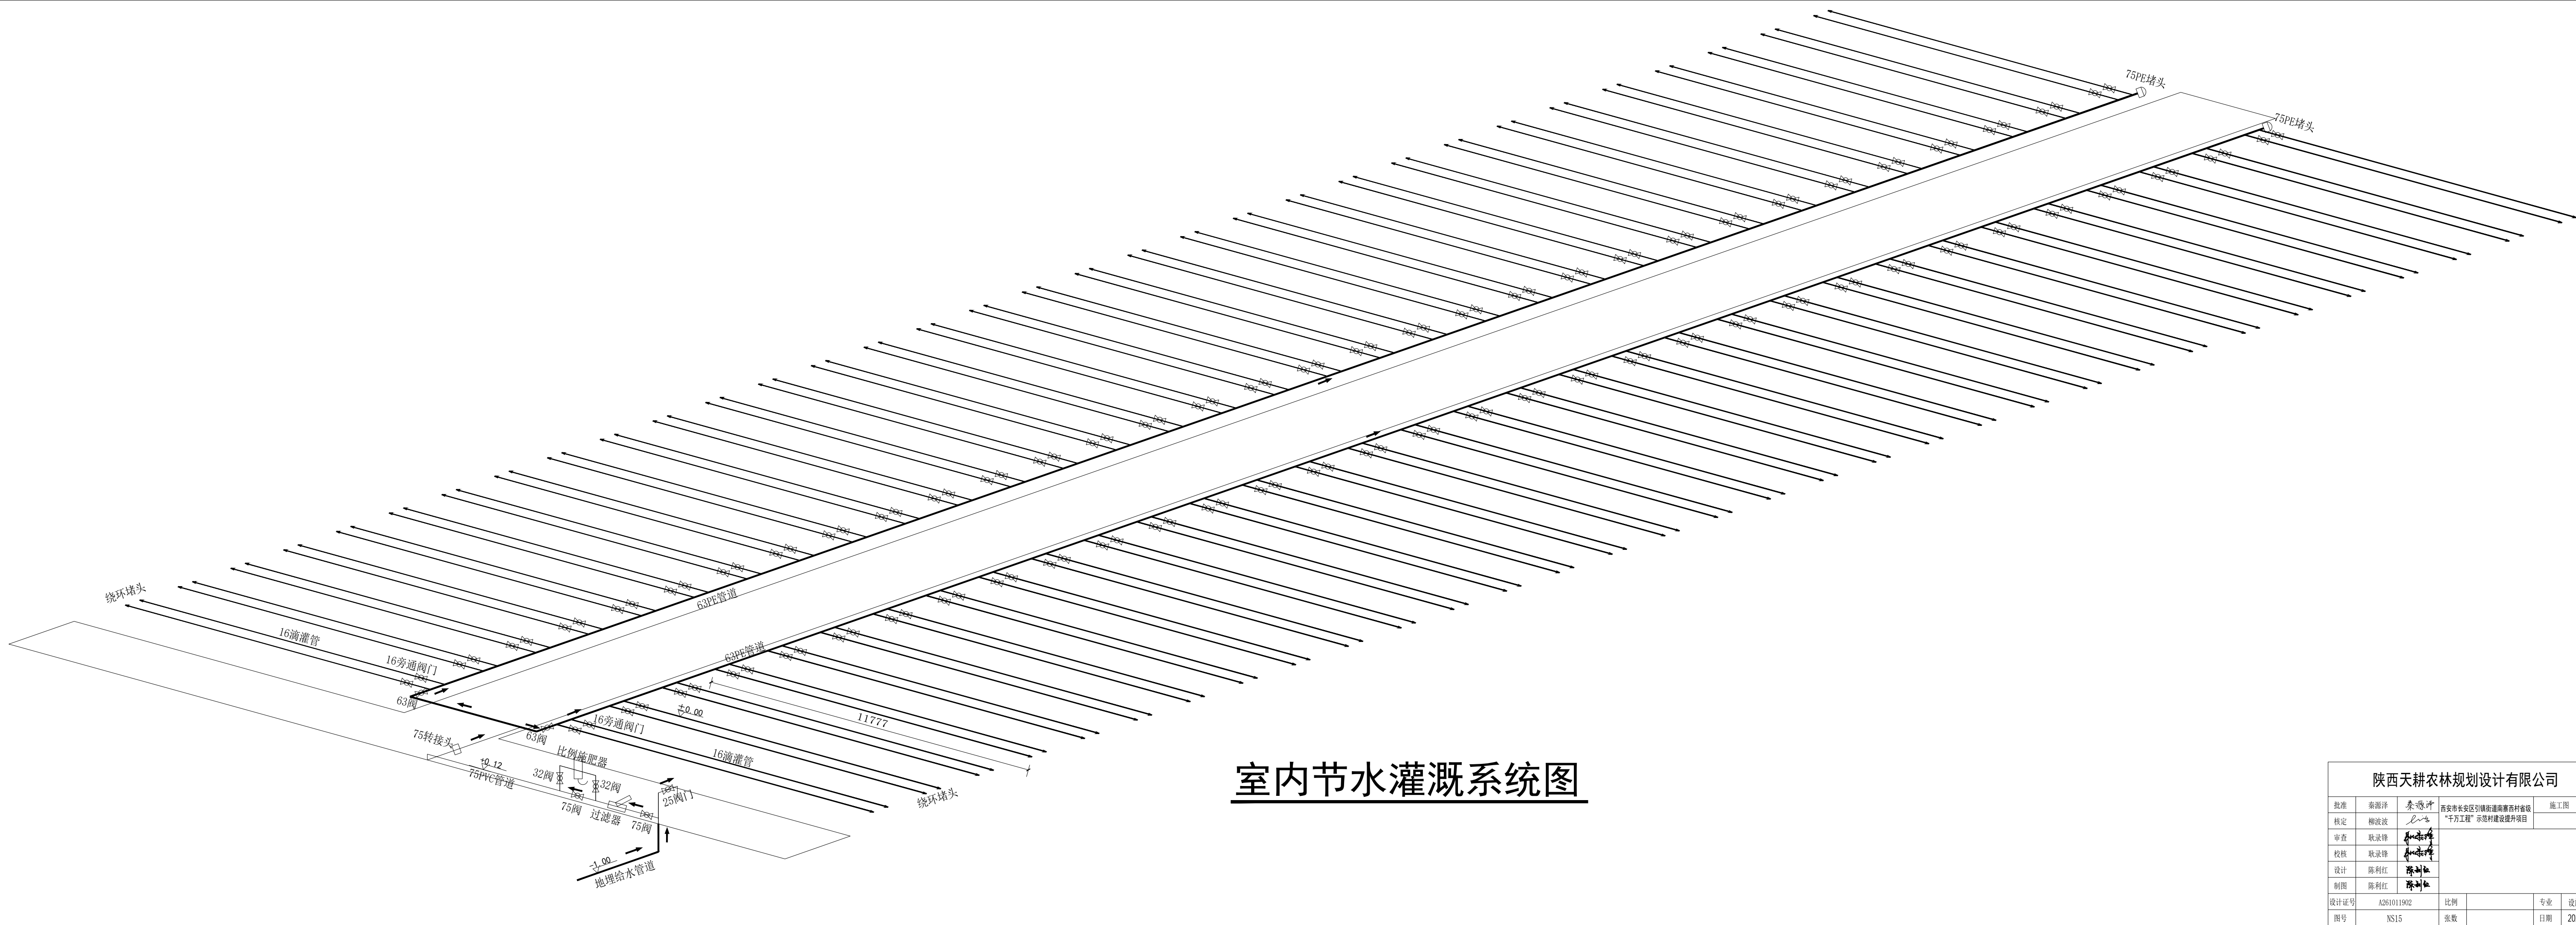 75PE堵头
75PE堵头
绕环堵头
16滴灌管
16旁通阀门
63阀
63PE管道
63PE管道
75转接头
63阀
16旁通阀门
±0.00
11777
16滴灌管
绕环堵头
±0.12
75PVC管道
比例施肥器
32阀
32阀
75阀
过滤器
75阀
25阀门
-1.00
地埋给水管道
室内节水灌溉系统图
陕西天耕农林规划设计有限公司
批准 秦源泽
西安市长安区引镇街道南寨西村省级
“千万工程”示范村建设提升项目
施工图
核定 柳波波
审查 耿录锋
校核 耿录锋
设计 陈利红
制图 陈利红
设计证号 A261011902 比例 专业
图号 NS15 张数 日期 20